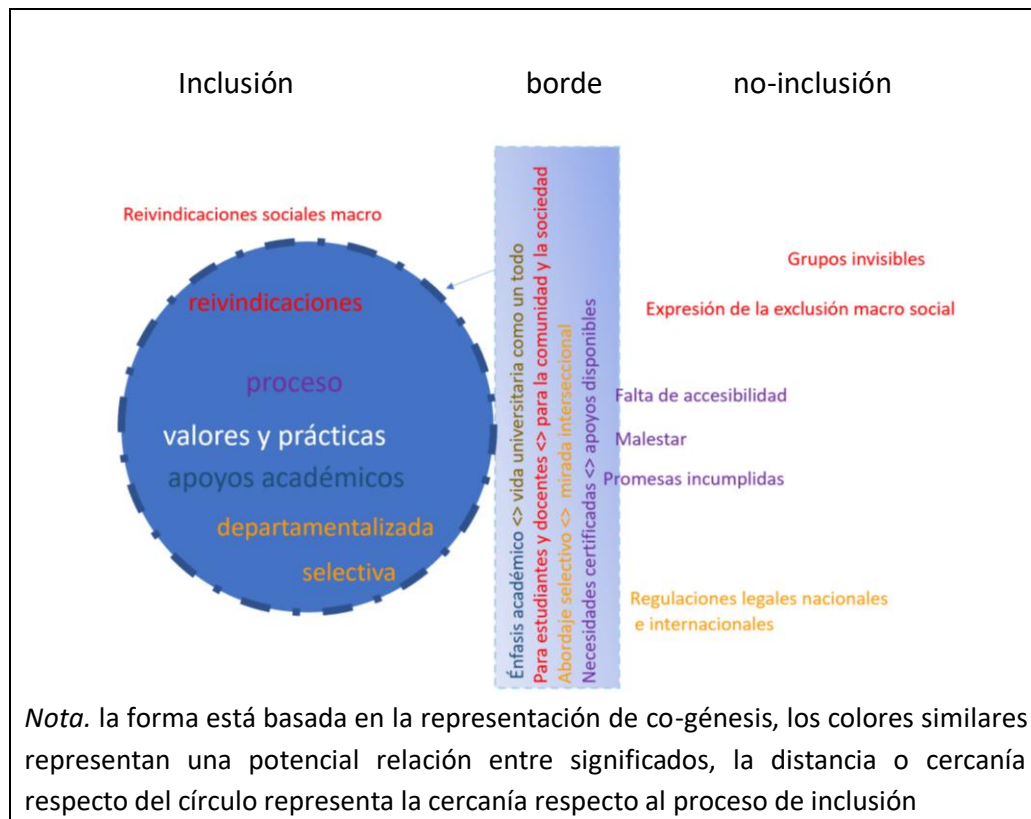 Inclusión borde no-inclusión
Reivindicaciones sociales macro
reivindicaciones
proceso
valores y prácticas
apoyos académicos
departamentalizada
selectiva
Énfasis académico <> vida universitaria como un todo
Para estudiantes y docentes <> para la comunidad y la sociedad
Abordaje selectivo <> mirada interseccional
Necesidades certificadas <> apoyos disponibles
Grupos invisibles
Expresión de la exclusión macro social
Falta de accesibilidad
Malestar
Promesas incumplidas
Regulaciones legales nacionales
e internacionales
Nota. la forma está basada en la representación de co-génesis, los colores similares
representan una potencial relación entre significados, la distancia o cercanía
respecto del círculo representa la cercanía respecto al proceso de inclusión